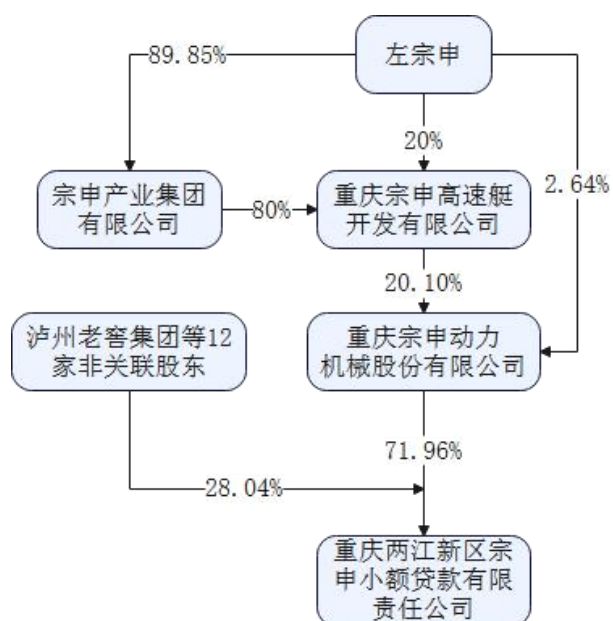 左宗申
89.85%
20%
2.64%
宗申产业集团
有限公司
80%
重庆宗申高速艇
开发有限公司
20.10%
泸州老窖集团等12
家非关联股东
重庆宗申动力
机械股份有限公司
71.96%
28.04%
重庆两江新区宗
申小额贷款有限
责任公司